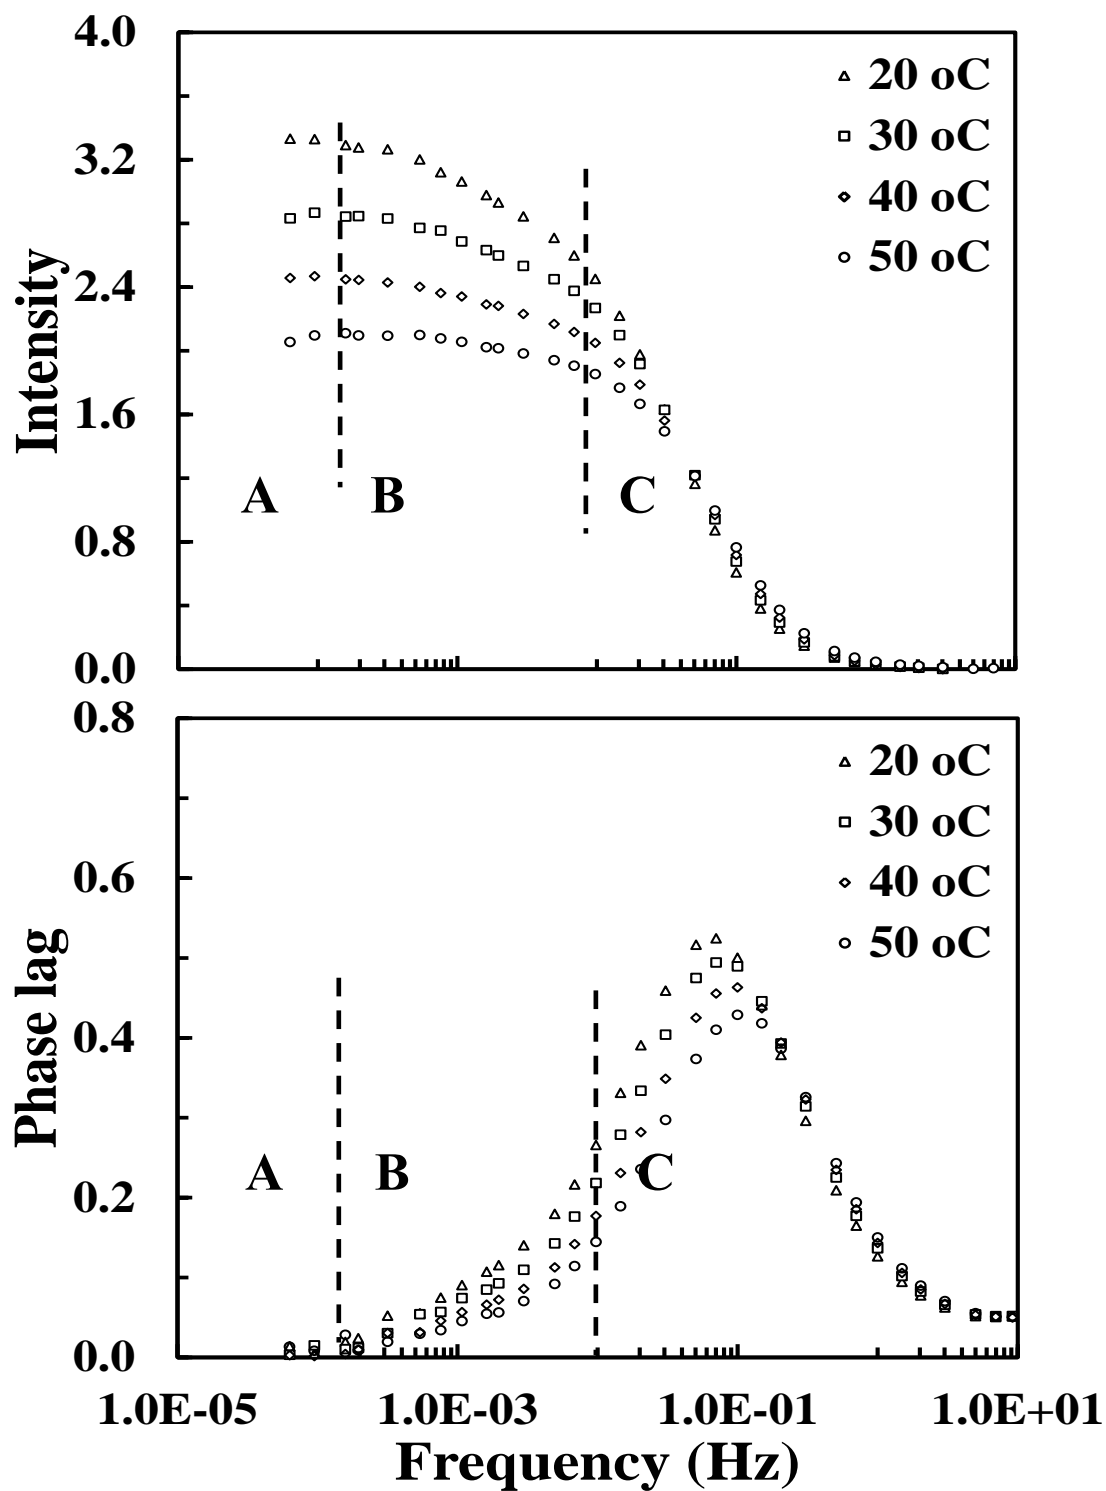 4.0
3.2
2.4
1.6
0.8
0.0
Intensity
20 oC
30 oC
40 oC
50 oC
A B C
0.8
0.6
0.4
0.2
0.0
Phase lag
20 oC
30 oC
40 oC
50 oC
A B C
1.0E-05 1.0E-03 1.0E-01 1.0E+01
Frequency (Hz)